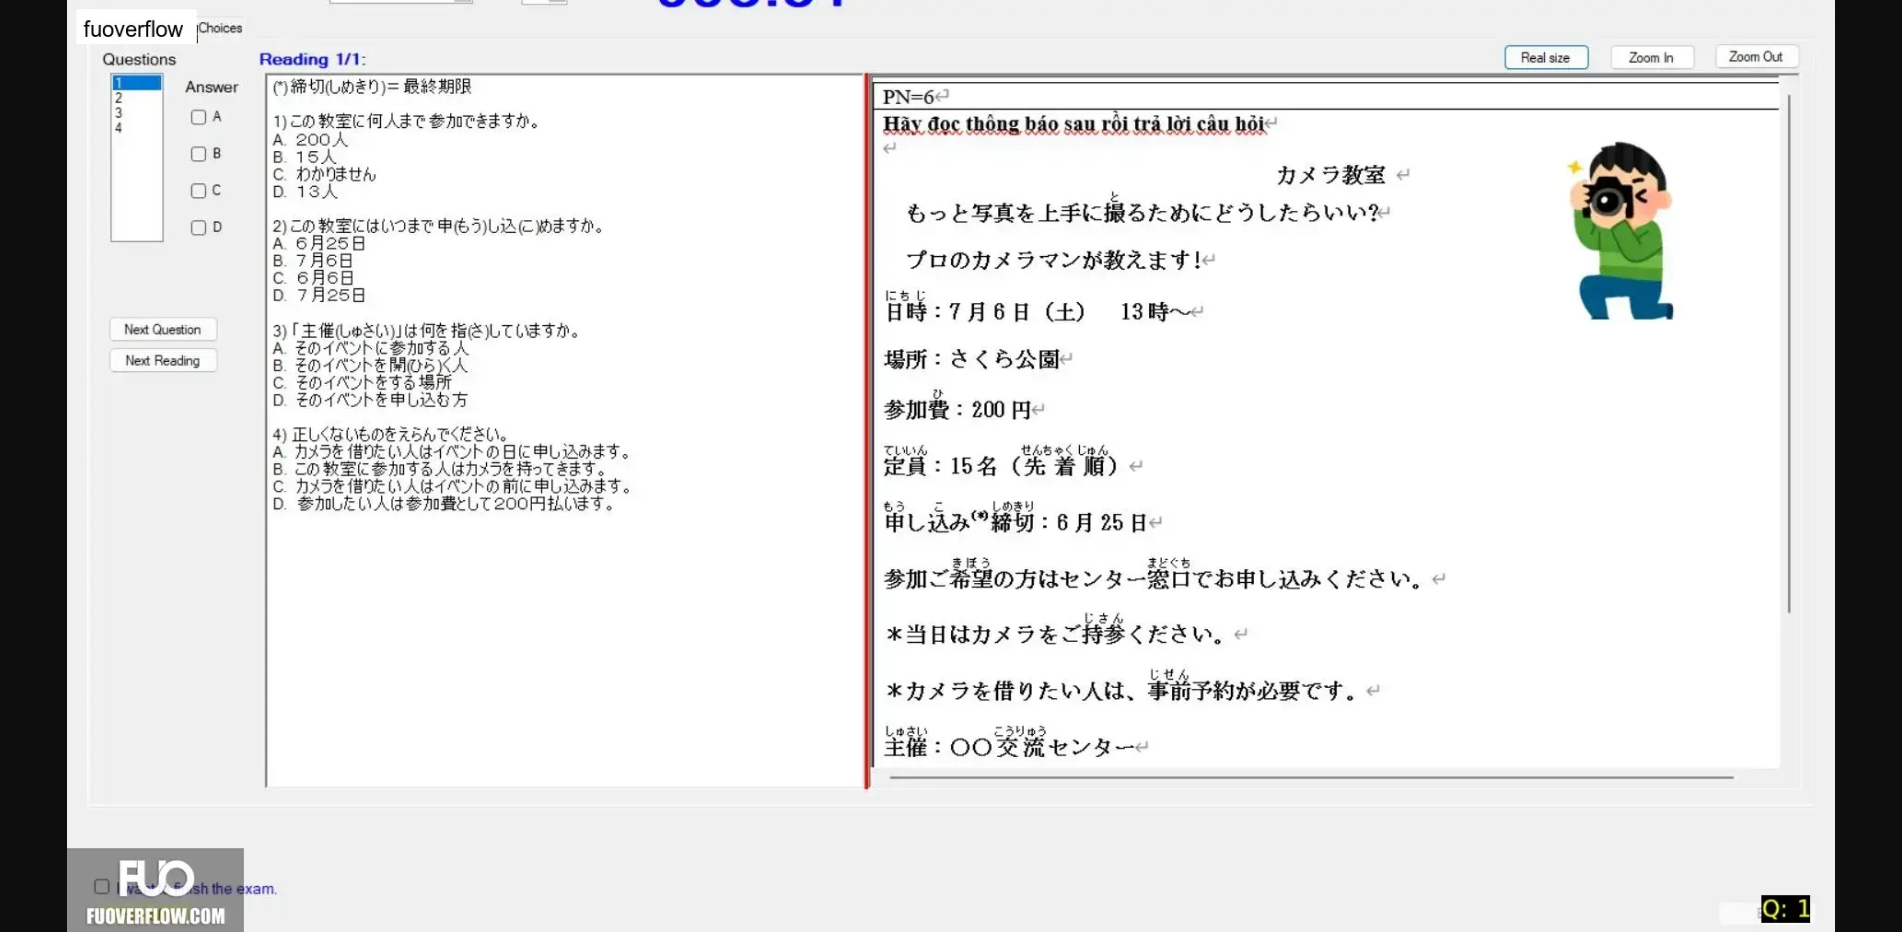 fuoverflow
Choices
Questions
Reading 1/1:
Real size
Zoom In
Zoom Out
1
2
3
4
Answer
A
B
C
D
Next Question
Next Reading
(*)締切(しめきり)= 最終期限
1)この教室に何人まで参加できますか。
A. 200人
B. 15人
C. わかりません
D. 13人
2)この教室にはいつまで申(もう)し込(こ)めますか。
A. 6月25日
B. 7月6日
C. 6月6日
D. 7月25日
3)「主催(しゅさい)」は何を指(さ)していますか。
A. そのイベントに参加する人
B. そのイベントを開(ひら)く人
C. そのイベントをする場所
D. そのイベントを申し込む方
4) 正しくないものをえらんでください。
A. カメラを借りたい人はイベントの日に申し込みます。
B. この教室に参加する人はカメラを持ってきます。
C. カメラを借りたい人はイベントの前に申し込みます。
D. 参加したい人は参加費として200円払います。
PN=6
Hãy đọc thông báo sau rồi trả lời câu hỏi
カメラ教室
と
もっと写真を上手に撮るためにどうしたらいい?
プロのカメラマンが教えます!
にちじ
日時：7月6日（土） 13時～
場所：さくら公園
ひ
参加費：200円
ていいん せんちゃくじゅん
定員：15名（先着順）
もう こ しめきり
申し込み(*)締切：6月25日
きぼう まどぐち
参加ご希望の方はセンター窓口でお申し込みください。
じさん
＊当日はカメラをご持参ください。
じぜん
＊カメラを借りたい人は、事前予約が必要です。
しゅさい こうりゅう
主催：〇〇交流センター
FUO
sh the exam.
FUOVERFLOW.COM
Q: 1